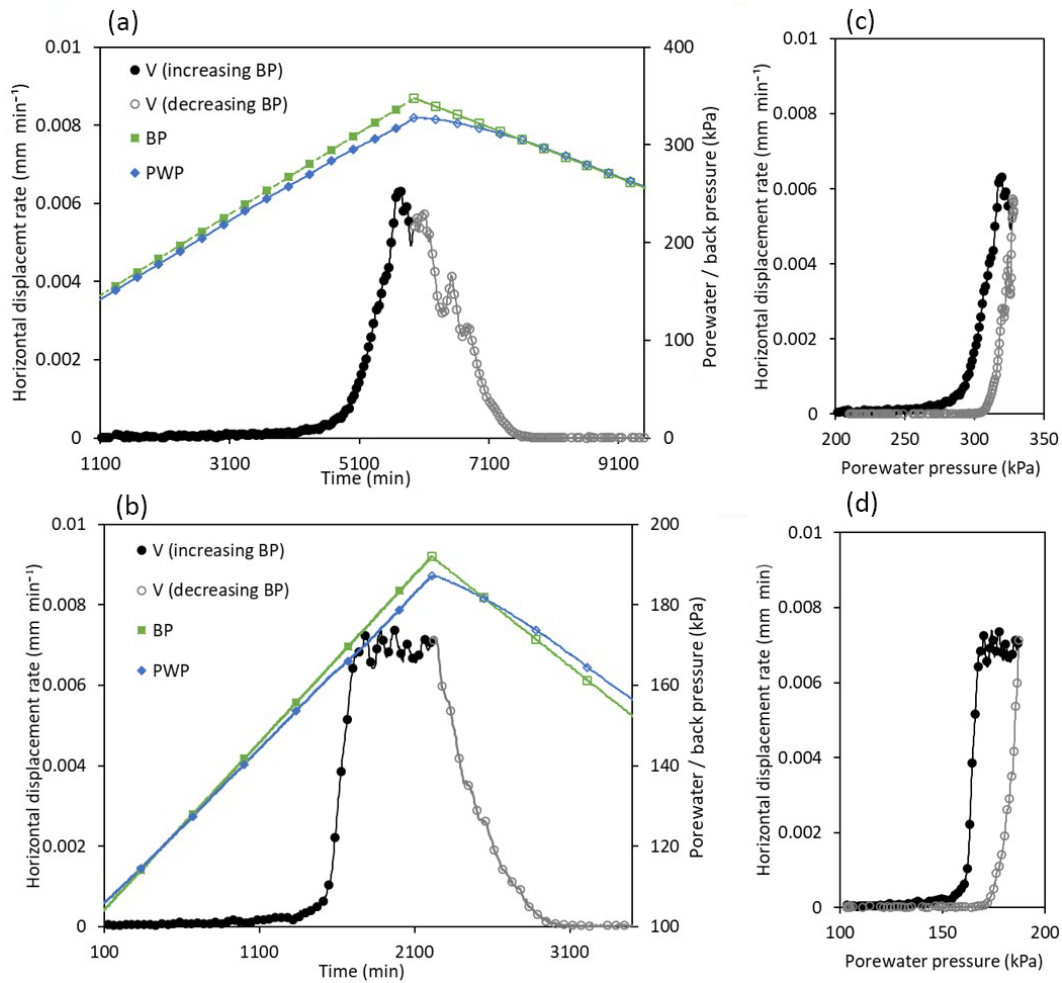 (a)
Horizontal displacemt rate (mm min⁻¹)
0.01
0.008
0.006
0.004
0.002
0
V (increasing BP)
V (decreasing BP)
BP
PWP
400
300
200
100
0
Porewater / back pressure (kPa)
1100 3100 5100 7100 9100
Time (min)
(c)
Horizontal displacement rate (mm min⁻¹)
0.01
0.008
0.006
0.004
0.002
0
200 250 300 350
Porewater pressure (kPa)
(b)
Horizontal displacement rate (mm min⁻¹)
0.01
0.008
0.006
0.004
0.002
0
V (increasing BP)
V (decreasing BP)
BP
PWP
200
180
160
140
120
100
Porewater / back pressure (kPa)
100 1100 2100 3100
Time (min)
(d)
Horizontal displacement rate (mm min)
0.01
0.008
0.006
0.004
0.002
0
100 150 200
Porewater pressure (kPa)